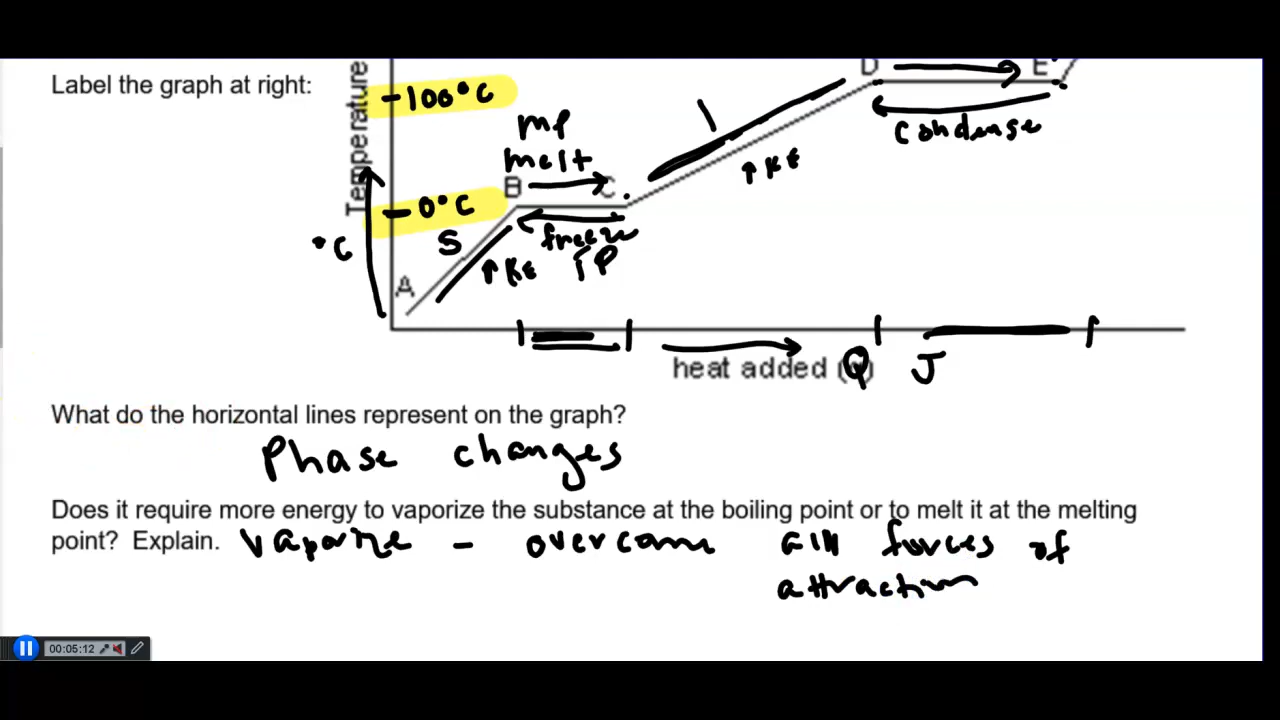 Label the graph at right:
Temperature
°C
-100°C
-0°C
mp
melt
B
C
freeze
fp
S
A
↑KE
l
↑KE
D
E
condense
heat added
Q
J
What do the horizontal lines represent on the graph?
Phase changes
Does it require more energy to vaporize the substance at the boiling point or to melt it at the melting
point? Explain. vaporize - overcome all forces of
attraction
00:05:12